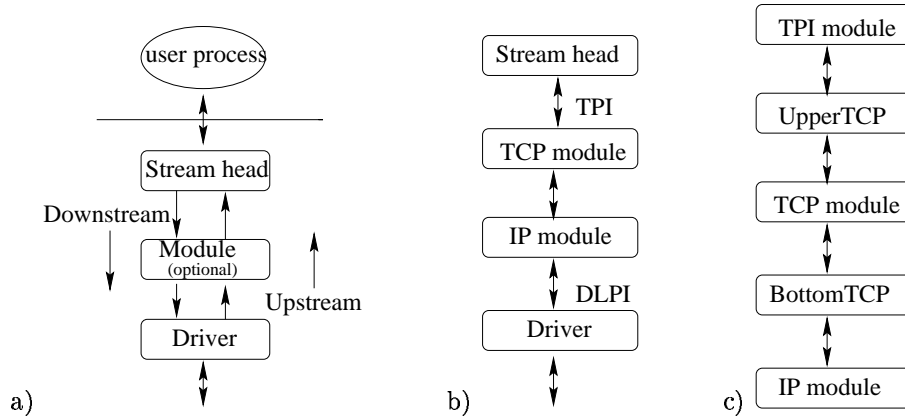 user process
Stream head
Downstream
Module
(optional)
Upstream
Driver
a)
Stream head
TPI
TCP module
IP module
DLPI
Driver
b)
TPI module
UpperTCP
TCP module
BottomTCP
IP module
c)